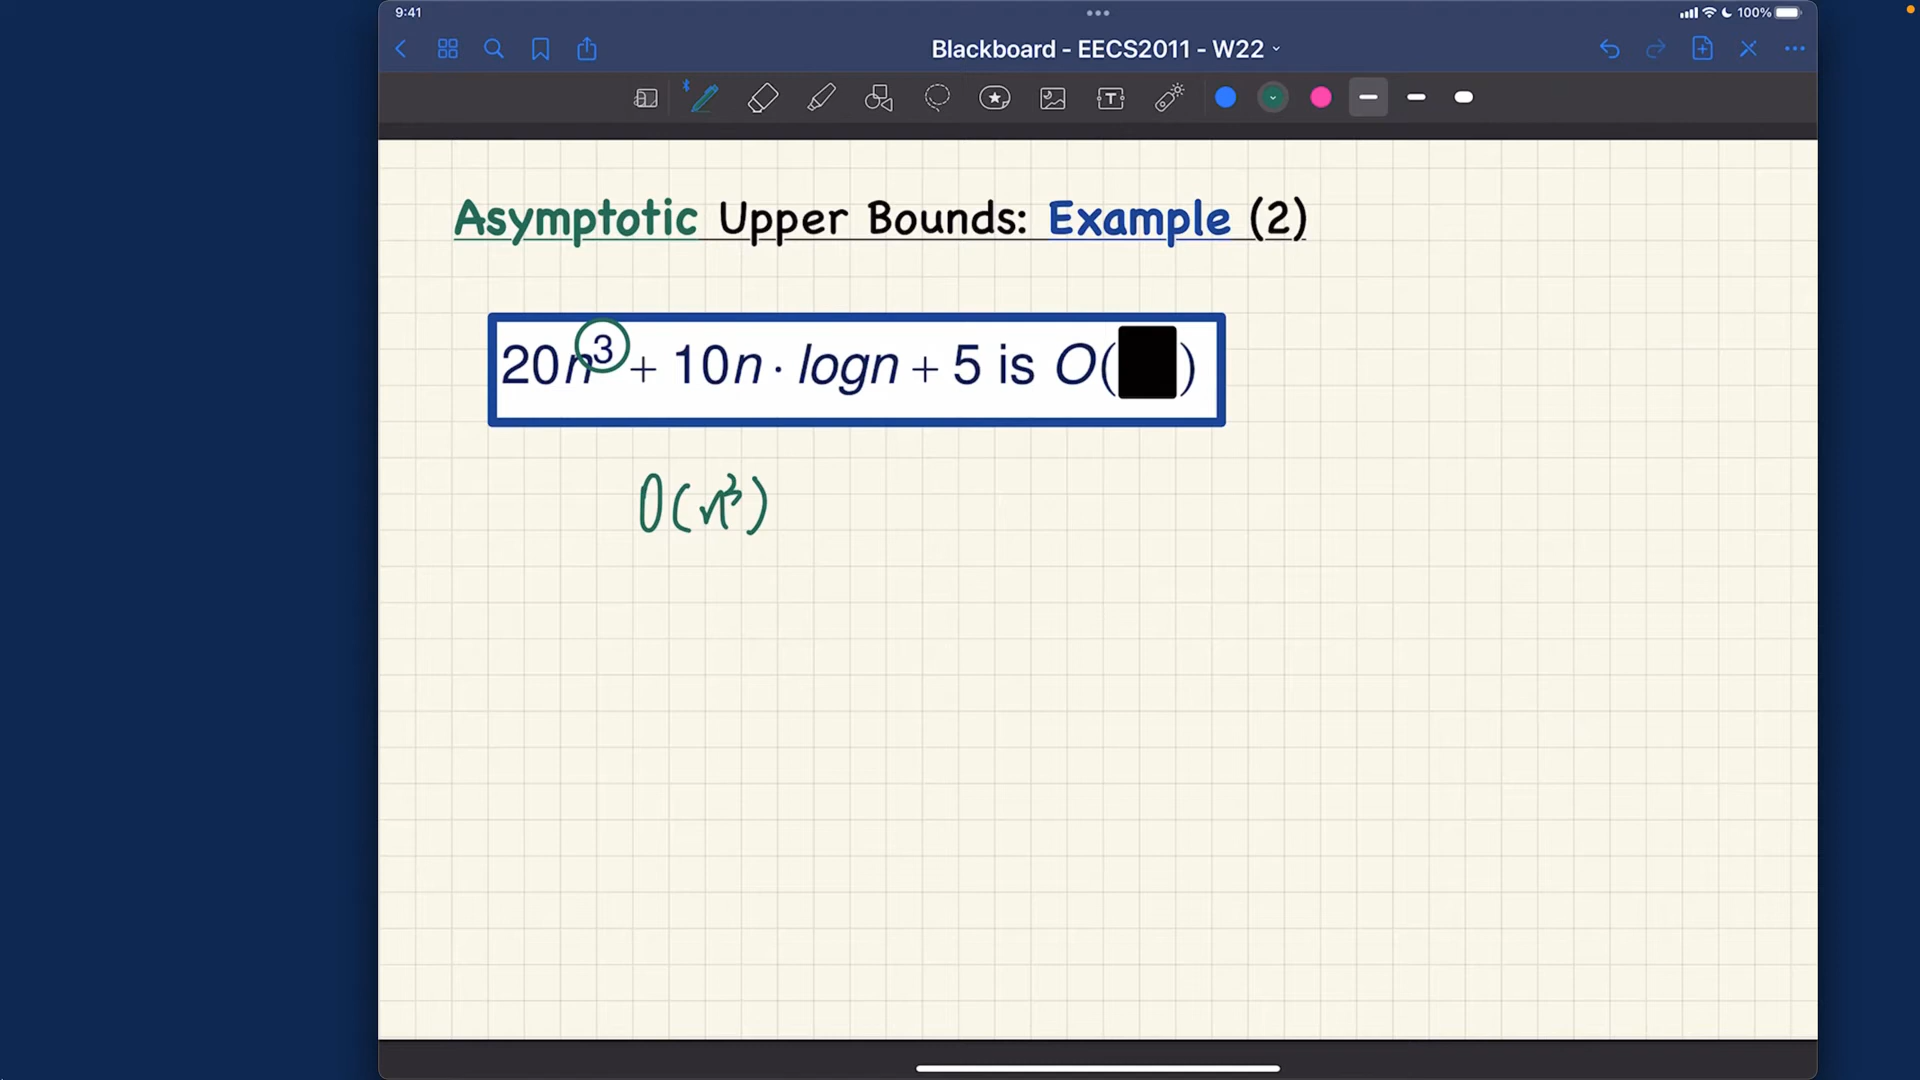 9:41
100%
Blackboard - EECS2011 - W22
T
Asymptotic Upper Bounds: Example (2)
20n³ + 10n · logn + 5 is O( )
O(n³)